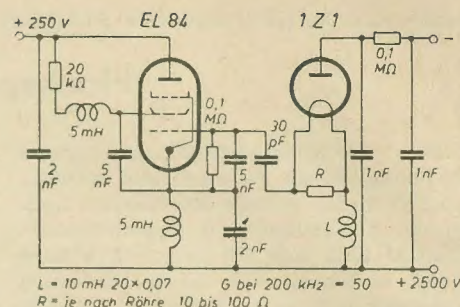 EL 84
1 Z 1
+ 250 V
20
kΩ
5 mH
0,1
MΩ
30
pF
0,1
MΩ
–
2
nF
5
nF
5
nF
R
1 nF
1 nF
5 mH
2 nF
L
+ 2500 V
L = 10 mH 20 × 0,07 G bei 200 kHz = 50
R = je nach Röhre 10 bis 100 Ω